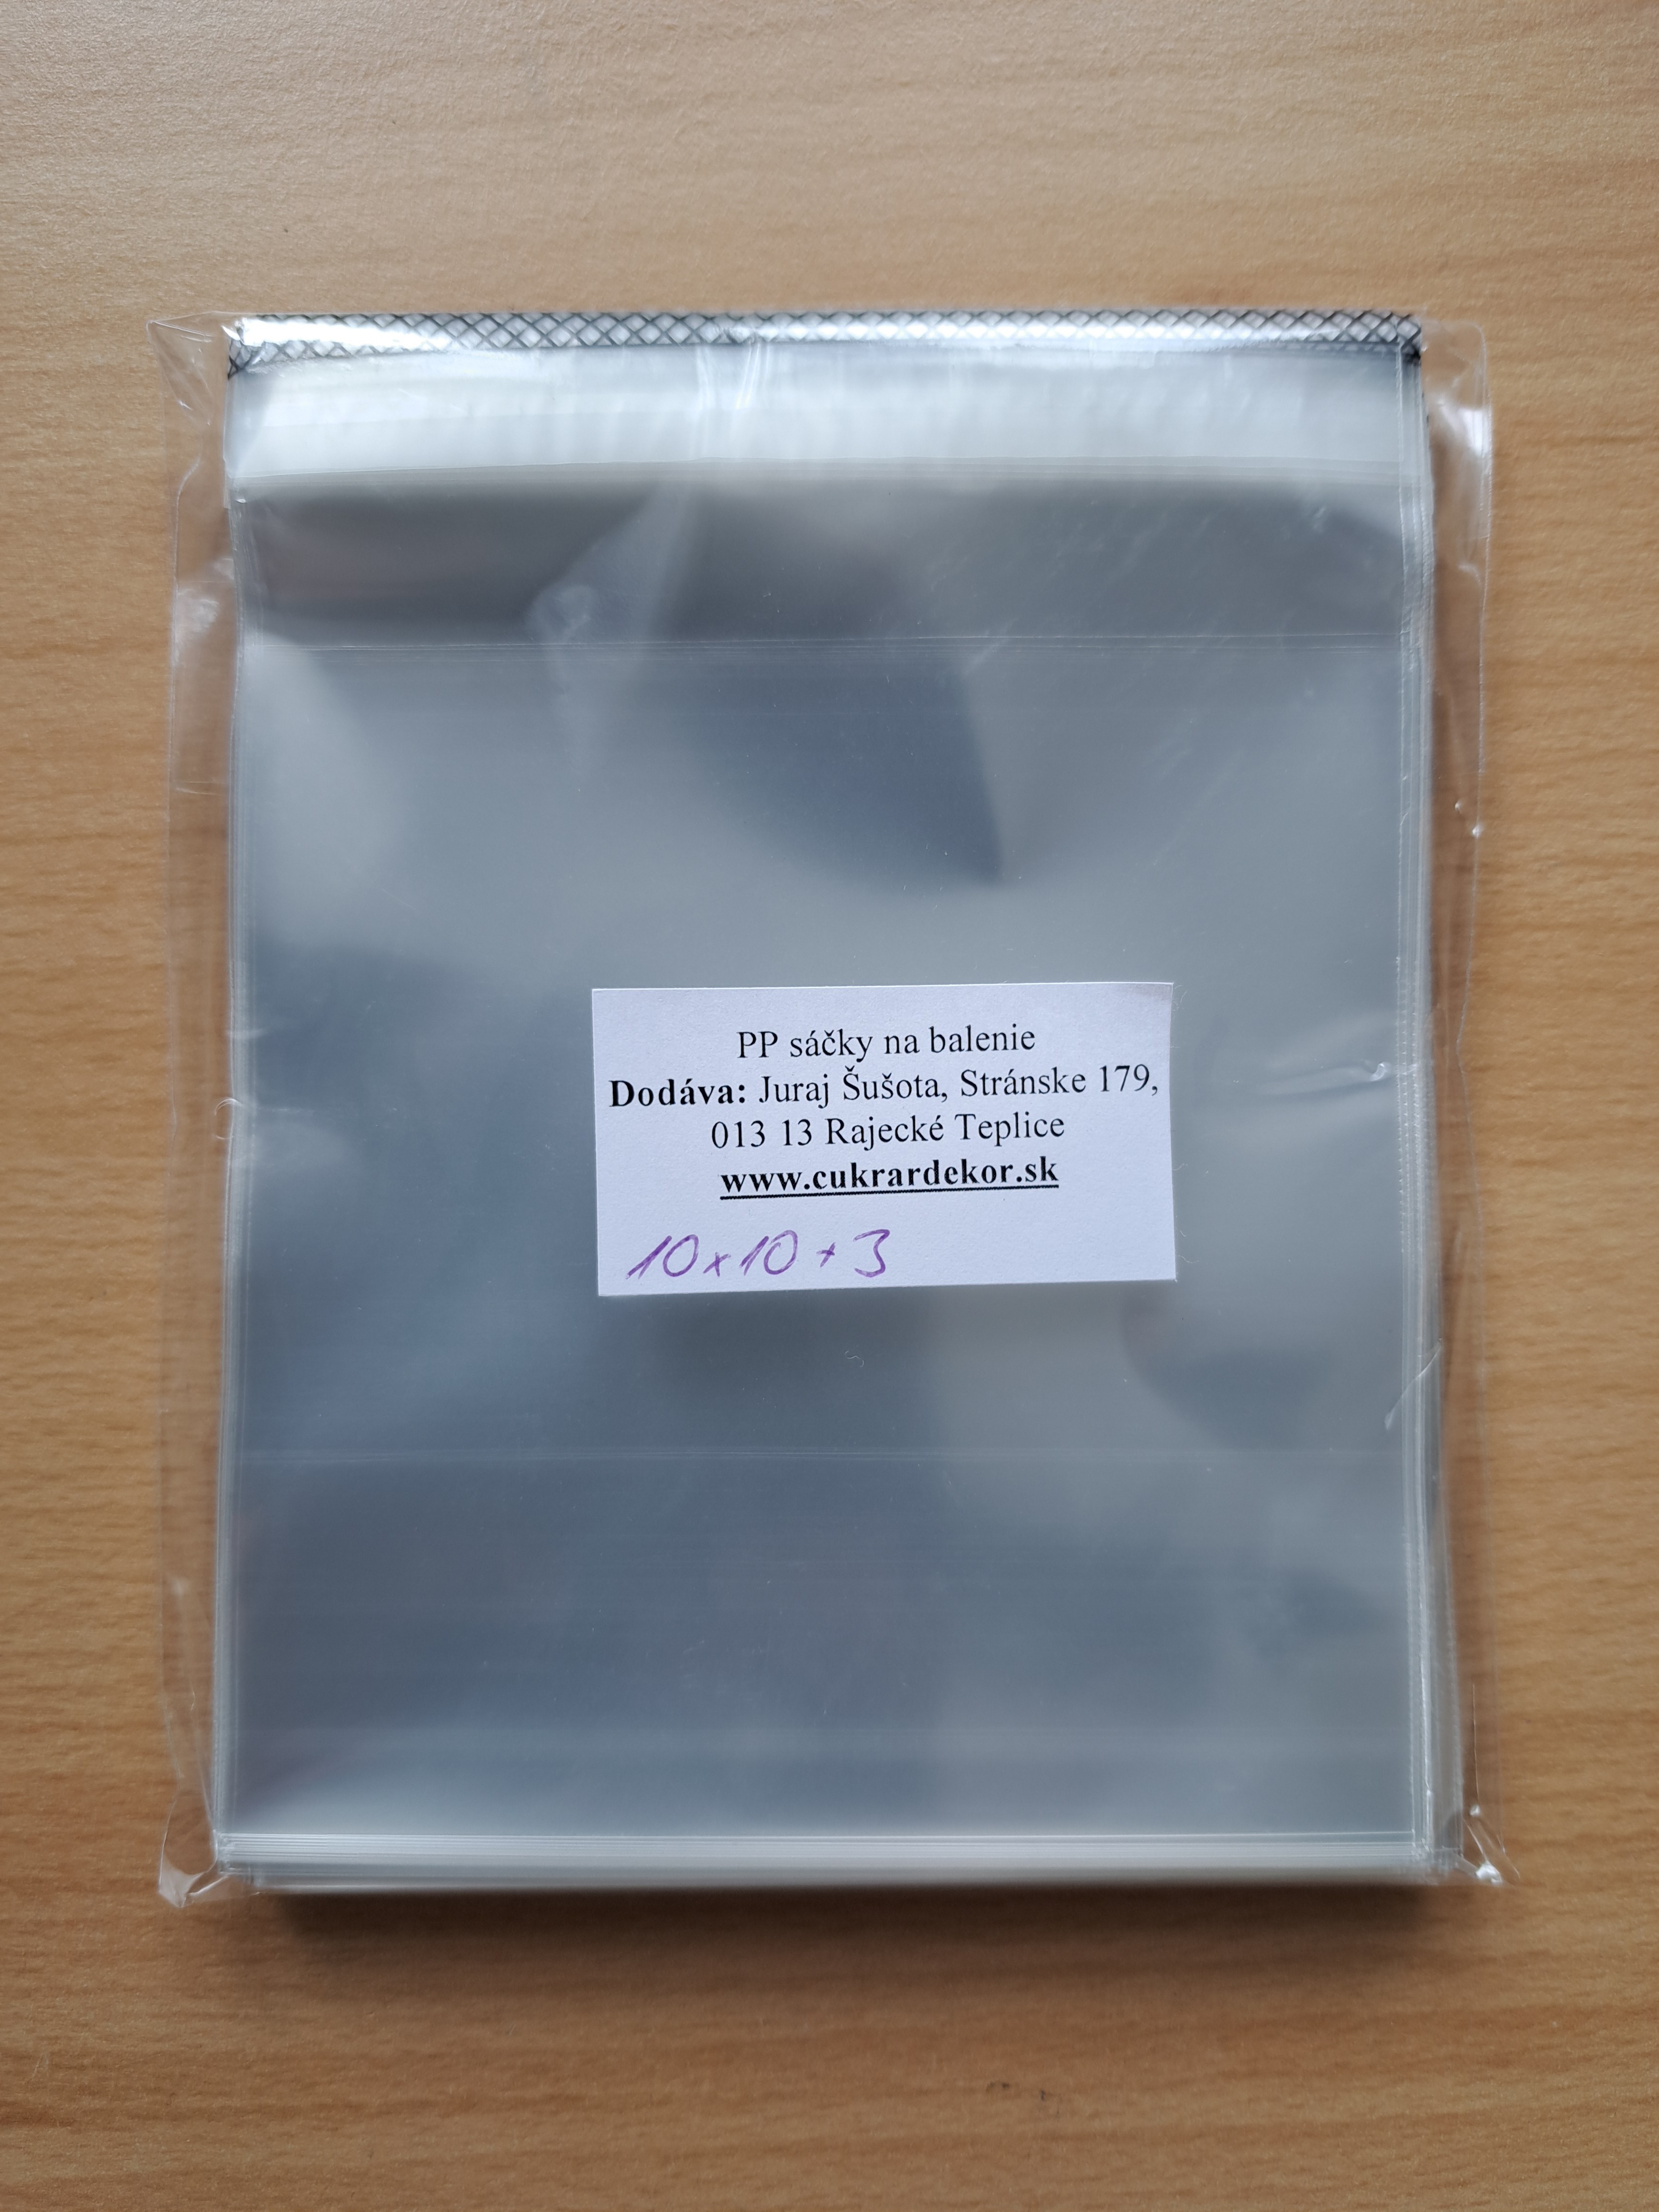 PP sáčky na balenie
Dodáva: Juraj Šušota, Stránske 179,
013 13 Rajecké Teplice
www.cukrardekor.sk
10x10+3